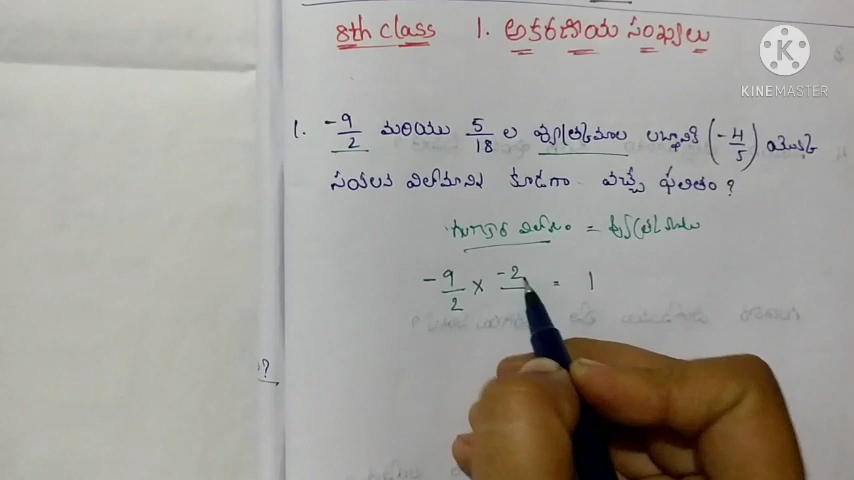 8th class 1. అకరణీయ సంఖ్యలు
KINEMASTER
1. -9/2 మరియు 5/18 ల వ్యుత్క్రమాల లబ్ధానికి (-4/5) యొక్క
సంకలన విలోమానిని కూడగా వచ్చే ఫలితం ?
గుణకార విలోమం = వ్యుత్క్రమం
-9/2 × -2/ = 1
?